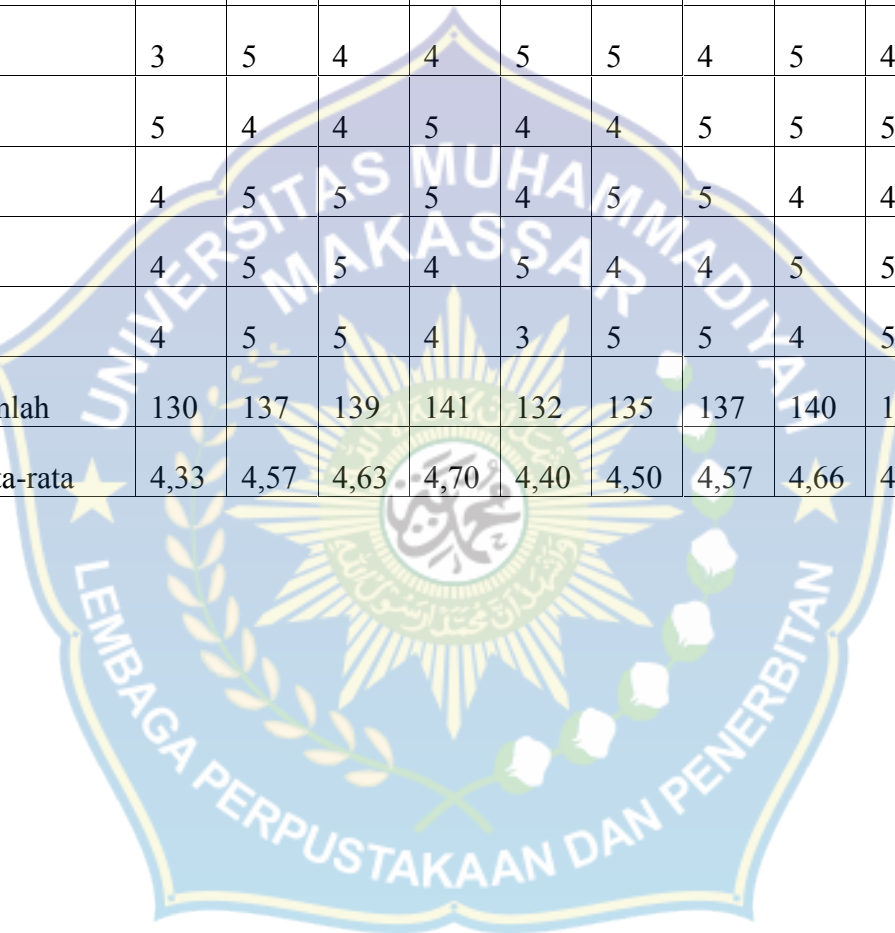 3 5 4 4 5 5 4 5 4
5 4 4 5 4 4 5 5 5
4 5 5 5 4 5 5 4 4
4 5 5 4 5 4 4 5 5
4 5 5 4 3 5 5 4 5
mlah 130 137 139 141 132 135 137 140 1
ta-rata 4,33 4,57 4,63 4,70 4,40 4,50 4,57 4,66 4
UNIVERSITAS MUHAMMADIYAH
MAKASSAR
LEMBAGA PERPUSTAKAAN DAN PENERBITAN